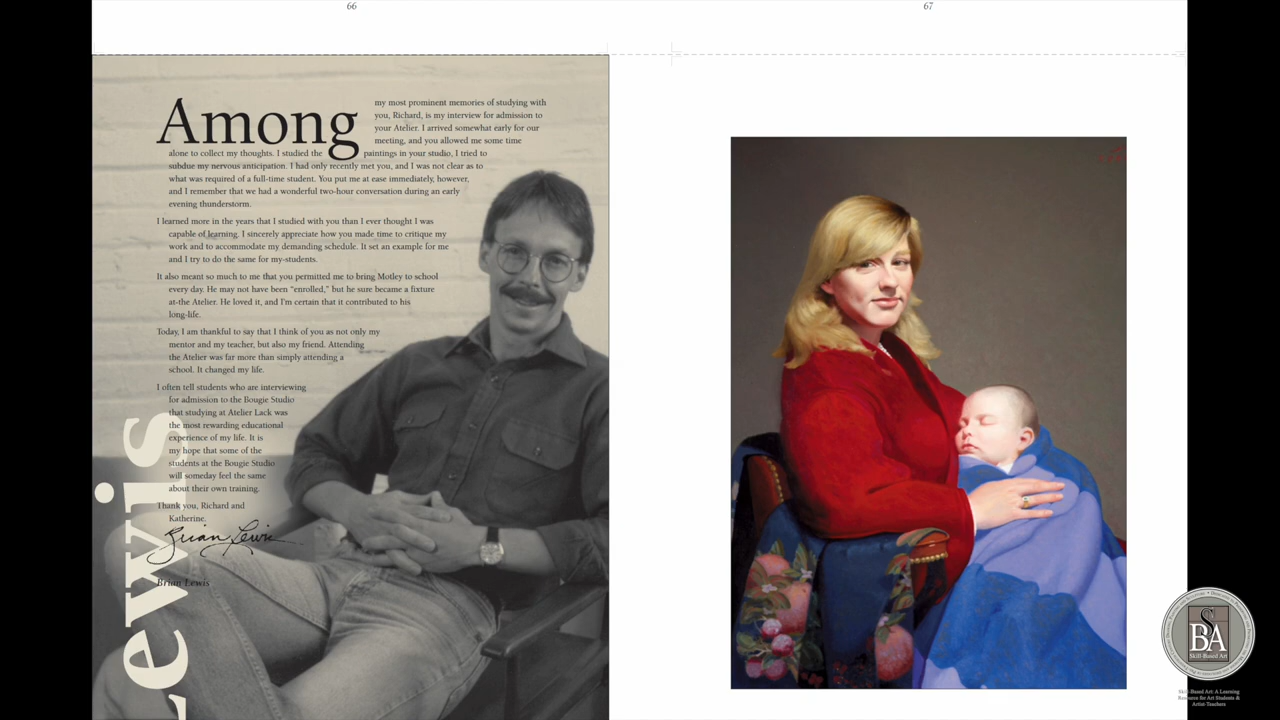 66
67
Among
my most prominent memories of studying with
you, Richard, is my interview for admission to
your Atelier. I arrived somewhat early for our
meeting, and you allowed me some time
alone to collect my thoughts. I studied the paintings in your studio, I tried to
subdue my nervous anticipation. I had only recently met you, and I was not clear as to
what was required of a full-time student. You put me at ease immediately, however,
and I remember that we had a wonderful two-hour conversation during an early
evening thunderstorm.
I learned more in the years that I studied with you than I ever thought I was
capable of learning. I sincerely appreciate how you made time to critique my
work and to accommodate my demanding schedule. It set an example for me
and I try to do the same for my-students.
It also meant so much to me that you permitted me to bring Motley to school
every day. He may not have been “enrolled,” but he sure became a fixture
at-the Atelier. He loved it, and I’m certain that it contributed to his
long-life.
Today, I am thankful to say that I think of you as not only my
mentor and my teacher, but also my friend. Attending
the Atelier was far more than simply attending a
school. It changed my life.
I often tell students who are interviewing
for admission to the Bougie Studio
that studying at Atelier Lack was
the most rewarding educational
experience of my life. It is
my hope that some of the
students at the Bougie Studio
will someday feel the same
about their own training.
Thank you, Richard and
Katherine.
Brian Lewis
Brian Lewis
Lewis
SBA
Skill-Based Art
Skill-Based Art: A Learning
Resource for Art Students &
Artist Teachers